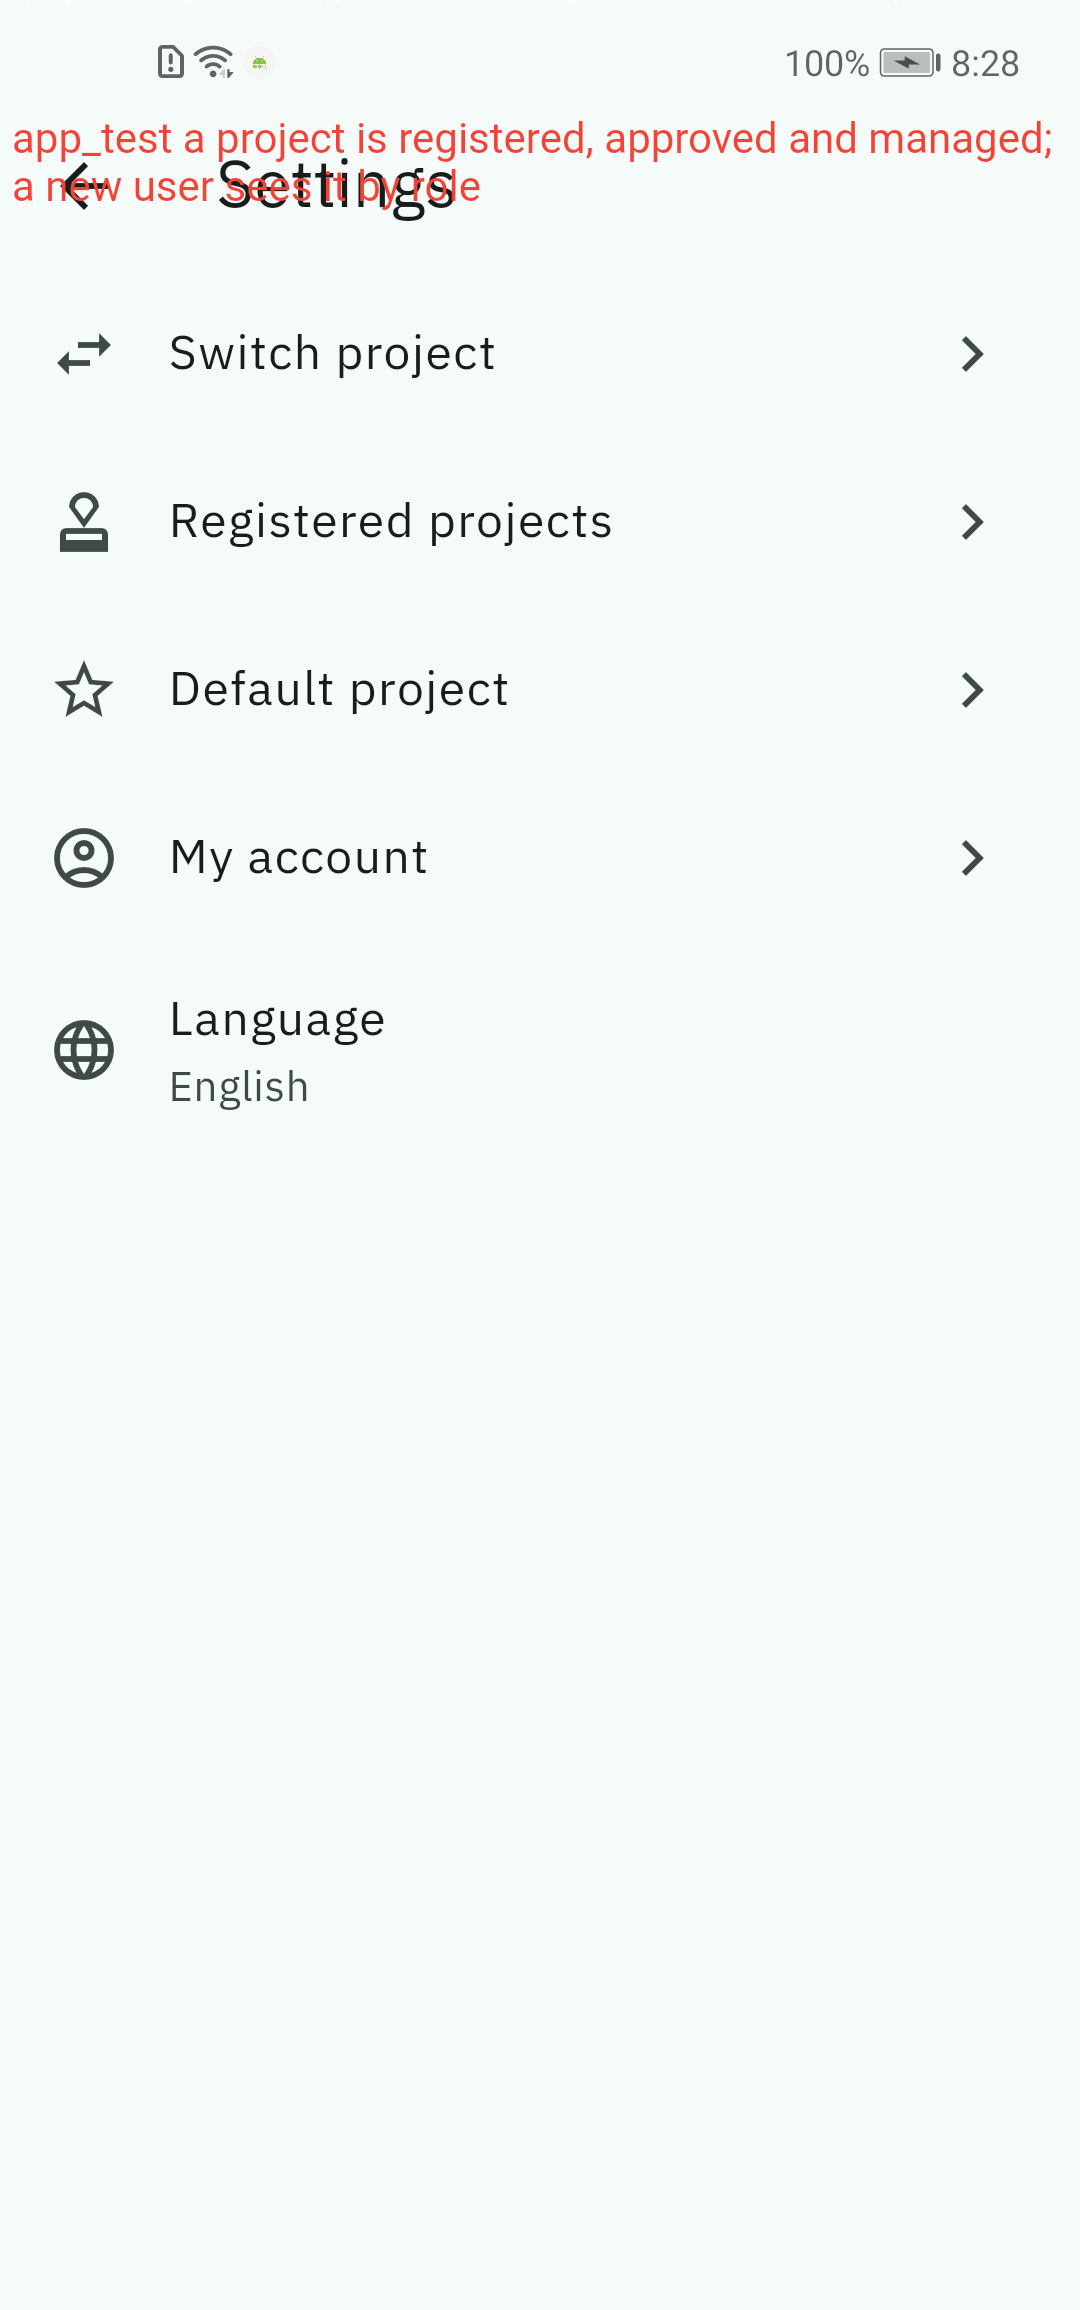 100% 8:28
app_test a project is registered, approved and managed;
a new user sees it by role
Settings
Switch project
Registered projects
Default project
My account
Language
English